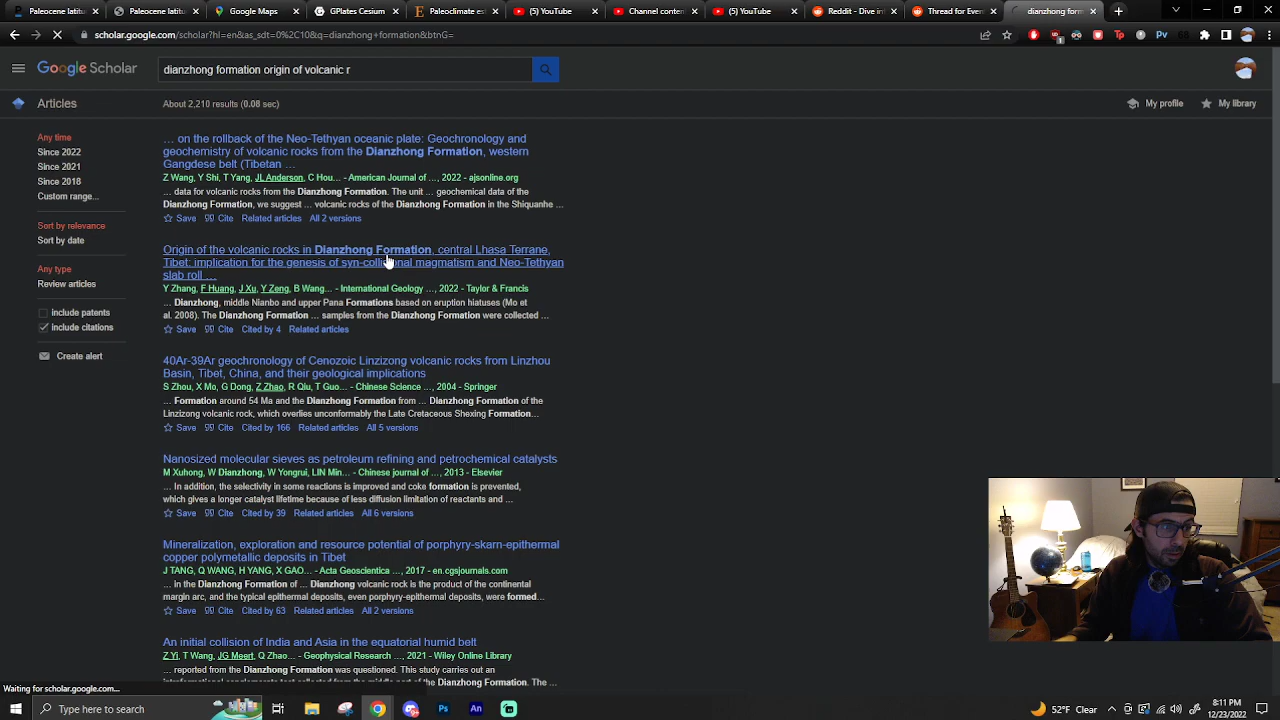 Paleocene latitu
Paleocene latitu
Google Maps
GPlates Cesium
Paleoclimate es
(5) YouTube
Channel conten
(5) YouTube
Reddit - Dive in
Thread for Even
dianzhong form
scholar.google.com/scholar?hl=en&as_sdt=0%2C10&q=dianzhong+formation&btnG=
Google Scholar
dianzhong formation origin of volcanic r
Articles
About 2,210 results (0.08 sec)
My profile
My library
Any time
Since 2022
Since 2021
Since 2018
Custom range...
Sort by relevance
Sort by date
Any type
Review articles
include patents
include citations
Create alert
... on the rollback of the Neo-Tethyan oceanic plate: Geochronology and
geochemistry of volcanic rocks from the Dianzhong Formation, western
Gangdese belt (Tibetan ...
Z Wang, Y Shi, T Yang, JL Anderson, C Hou... - American Journal of ..., 2022 - ajsonline.org
... data for volcanic rocks from the Dianzhong Formation. The unit ... geochemical data of the
Dianzhong Formation, we suggest ... volcanic rocks of the Dianzhong Formation in the Shiquanhe ...
Save Cite Related articles All 2 versions
Origin of the volcanic rocks in Dianzhong Formation, central Lhasa Terrane,
Tibet: implication for the genesis of syn-collisional magmatism and Neo-Tethyan
slab roll ...
Y Zhang, F Huang, J Xu, Y Zeng, B Wang... - International Geology ..., 2022 - Taylor & Francis
... Dianzhong, middle Nianbo and upper Pana Formations based on eruption hiatuses (Mo et
al. 2008). The Dianzhong Formation ... samples from the Dianzhong Formation were collected ...
Save Cite Cited by 4 Related articles
40Ar-39Ar geochronology of Cenozoic Linzizong volcanic rocks from Linzhou
Basin, Tibet, China, and their geological implications
S Zhou, X Mo, G Dong, Z Zhao, R Qiu, T Guo... - Chinese Science ..., 2004 - Springer
... Formation around 54 Ma and the Dianzhong Formation from ... Dianzhong Formation of the
Linzizong volcanic rock, which overlies unconformably the Late Cretaceous Shexing Formation...
Save Cite Cited by 166 Related articles All 5 versions
Nanosized molecular sieves as petroleum refining and petrochemical catalysts
M Xuhong, W Dianzhong, W Yongrui, LIN Min... - Chinese journal of ..., 2013 - Elsevier
... In addition, the selectivity in some reactions is improved and coke formation is prevented,
which gives a longer catalyst lifetime because of less diffusion limitation of reactants and ...
Save Cite Cited by 39 Related articles All 6 versions
Mineralization, exploration and resource potential of porphyry-skarn-epithermal
copper polymetallic deposits in Tibet
J TANG, Q WANG, H YANG, X GAO... - Acta Geoscientica ..., 2017 - en.cgsjournals.com
... In the Dianzhong Formation of ... Dianzhong volcanic rock is the product of the continental
margin arc, and the typical epithermal deposits, even porphyry-epithermal deposits, were formed...
Save Cite Cited by 63 Related articles All 2 versions
An initial collision of India and Asia in the equatorial humid belt
Z Yi, T Wang, JG Meert, Q Zhao... - Geophysical Research ..., 2021 - Wiley Online Library
... reported from the Dianzhong Formation was questioned. This study carries out an
intraformational conglomerate test collected from the middle part of the Dianzhong Formation. The ...
Waiting for scholar.google.com...
Type here to search
52°F Clear
8:11 PM
12/23/2022